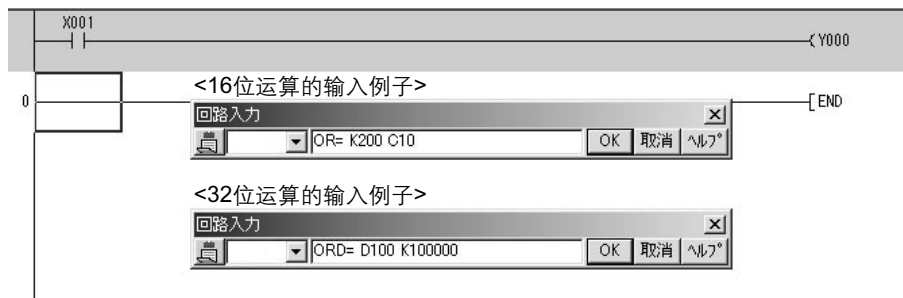 X001
Y000
<16位运算的输入例子>
0
END
回路入力
OR= K200 C10
OK 取消 ヘルプ
<32位运算的输入例子>
回路入力
ORD= D100 K100000
OK 取消 ヘルプ